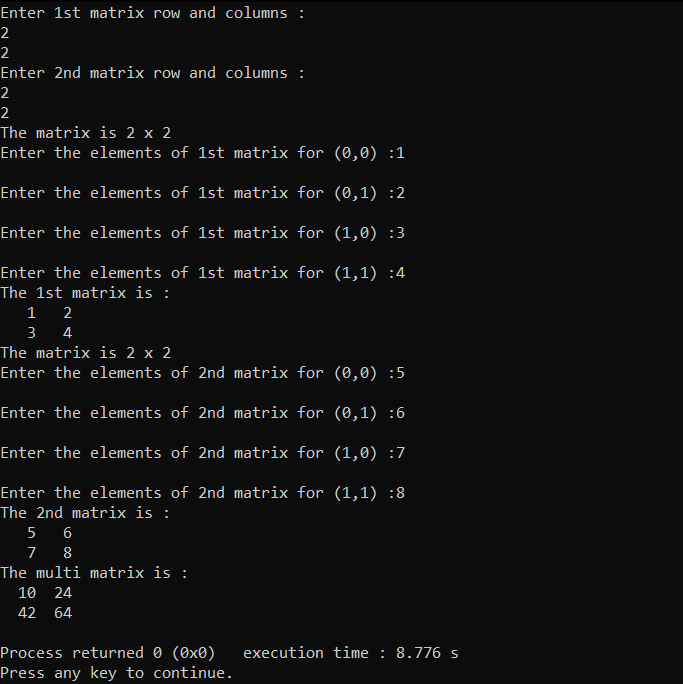 Enter 1st matrix row and columns :
2
2
Enter 2nd matrix row and columns :
2
2
The matrix is 2 x 2
Enter the elements of 1st matrix for (0,0) :1
Enter the elements of 1st matrix for (0,1) :2
Enter the elements of 1st matrix for (1,0) :3
Enter the elements of 1st matrix for (1,1) :4
The 1st matrix is :
   1   2
   3   4
The matrix is 2 x 2
Enter the elements of 2nd matrix for (0,0) :5
Enter the elements of 2nd matrix for (0,1) :6
Enter the elements of 2nd matrix for (1,0) :7
Enter the elements of 2nd matrix for (1,1) :8
The 2nd matrix is :
   5   6
   7   8
The multi matrix is :
  10  24
  42  64
Process returned 0 (0x0)   execution time : 8.776 s
Press any key to continue.